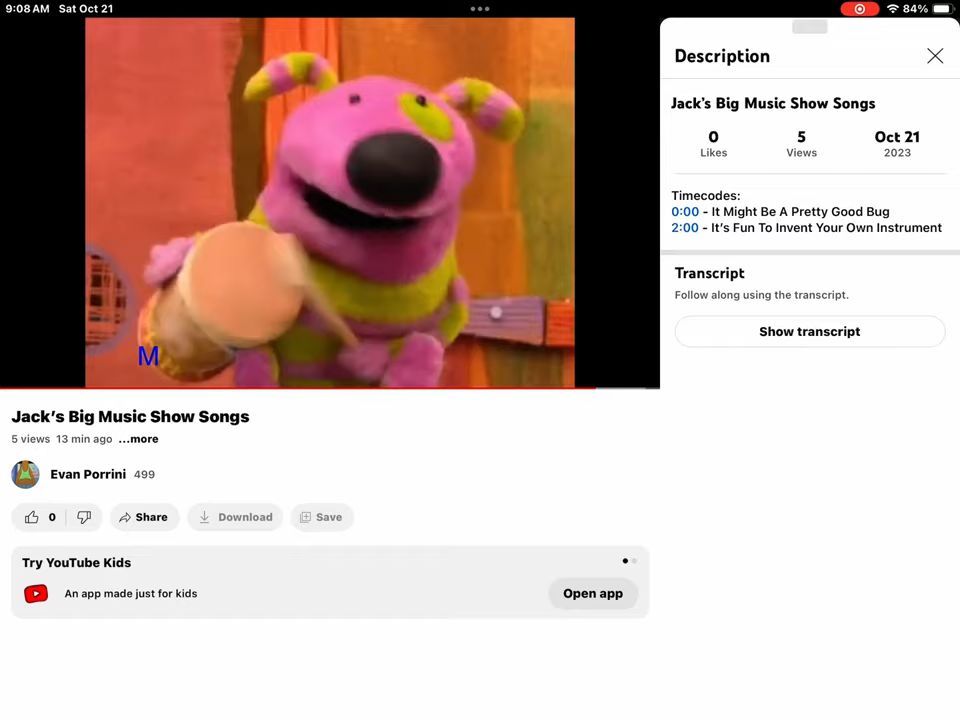 9:08 AM Sat Oct 21
84%
M
Description
Jack's Big Music Show Songs
0 5 Oct 21
Likes Views 2023
Timecodes:
0:00 - It Might Be A Pretty Good Bug
2:00 - It's Fun To Invent Your Own Instrument
Transcript
Follow along using the transcript.
Show transcript
Jack's Big Music Show Songs
5 views 13 min ago ...more
Evan Porrini 499
0 Share Download Save
Try YouTube Kids
An app made just for kids
Open app